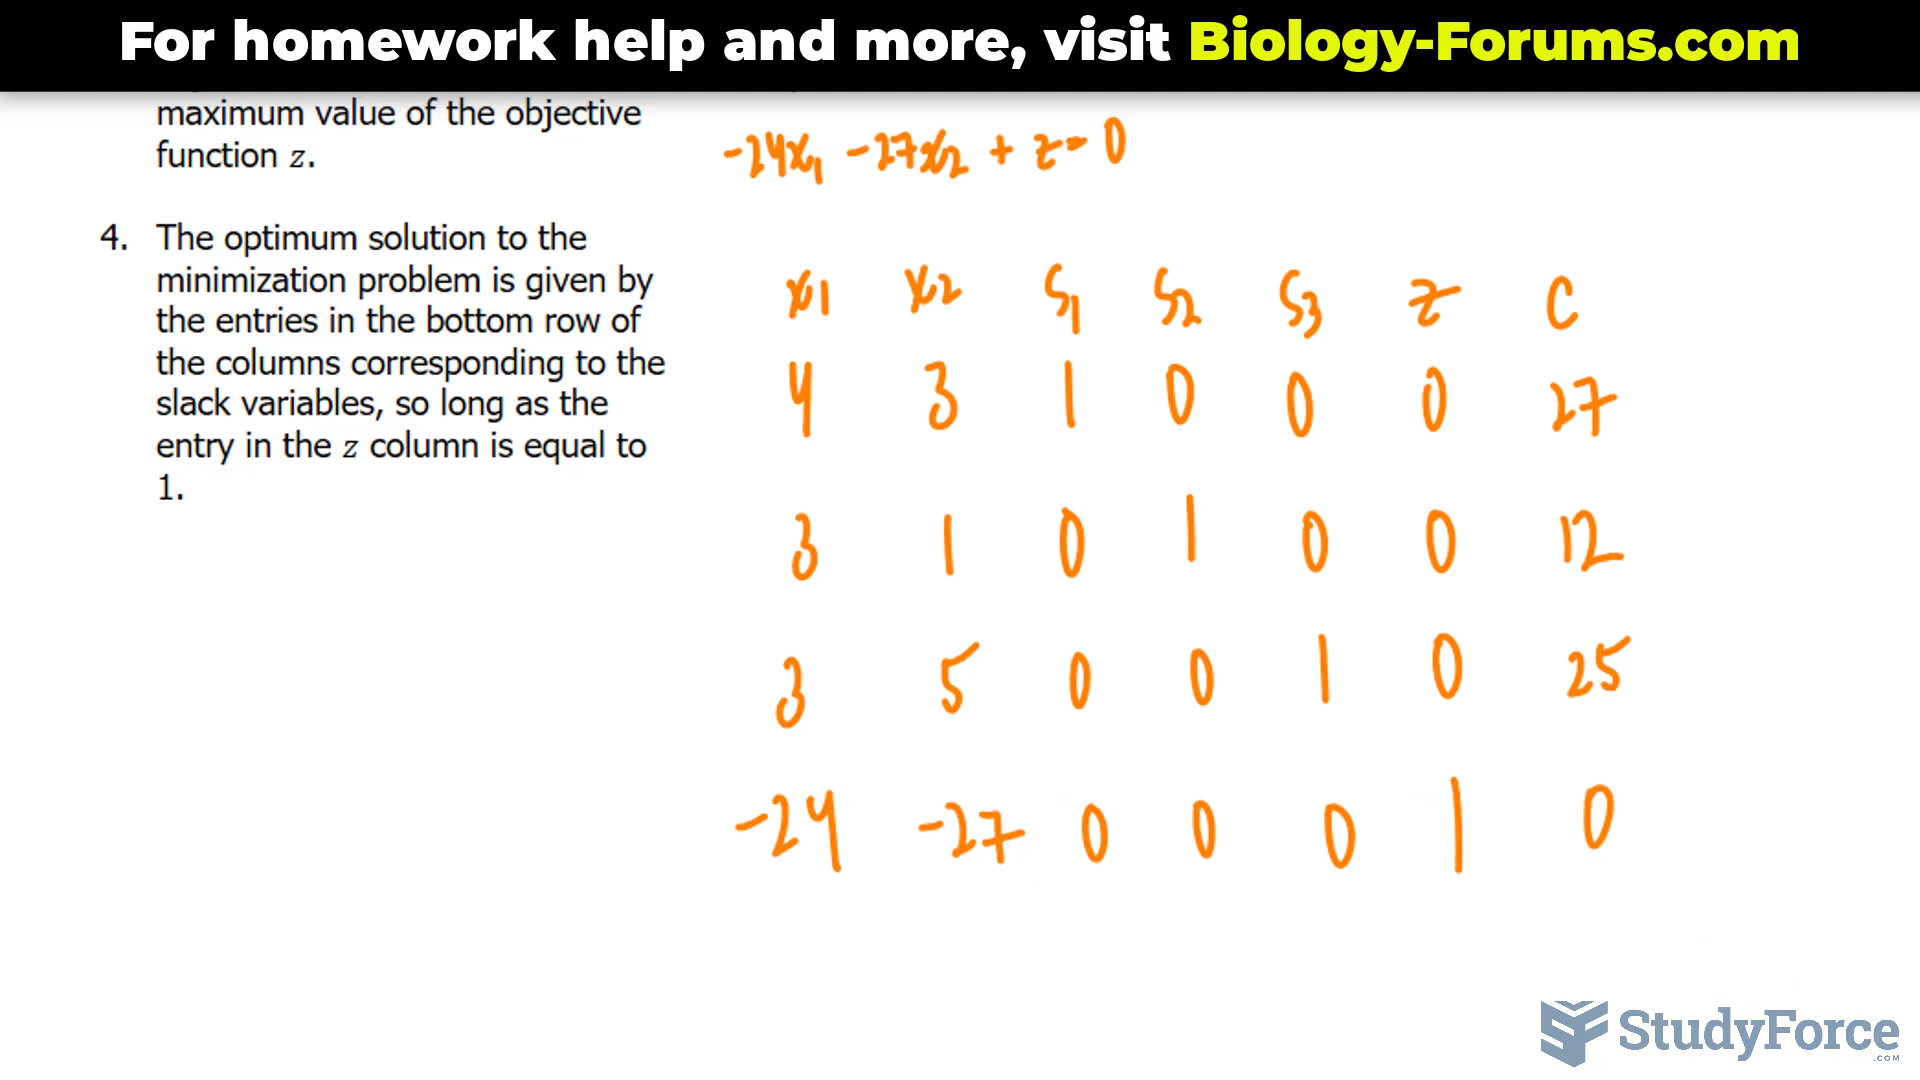 For homework help and more, visit Biology-Forums.com
maximum value of the objective
function z.
4. The optimum solution to the
minimization problem is given by
the entries in the bottom row of
the columns corresponding to the
slack variables, so long as the
entry in the z column is equal to
1.
-24x₁ -27x₂ + z = 0
x₁ x₂ s₁ s₂ s₃ z C
4 3 1 0 0 0 27
3 1 0 1 0 0 12
3 5 0 0 1 0 25
-24 -27 0 0 0 1 0
StudyForce
.COM